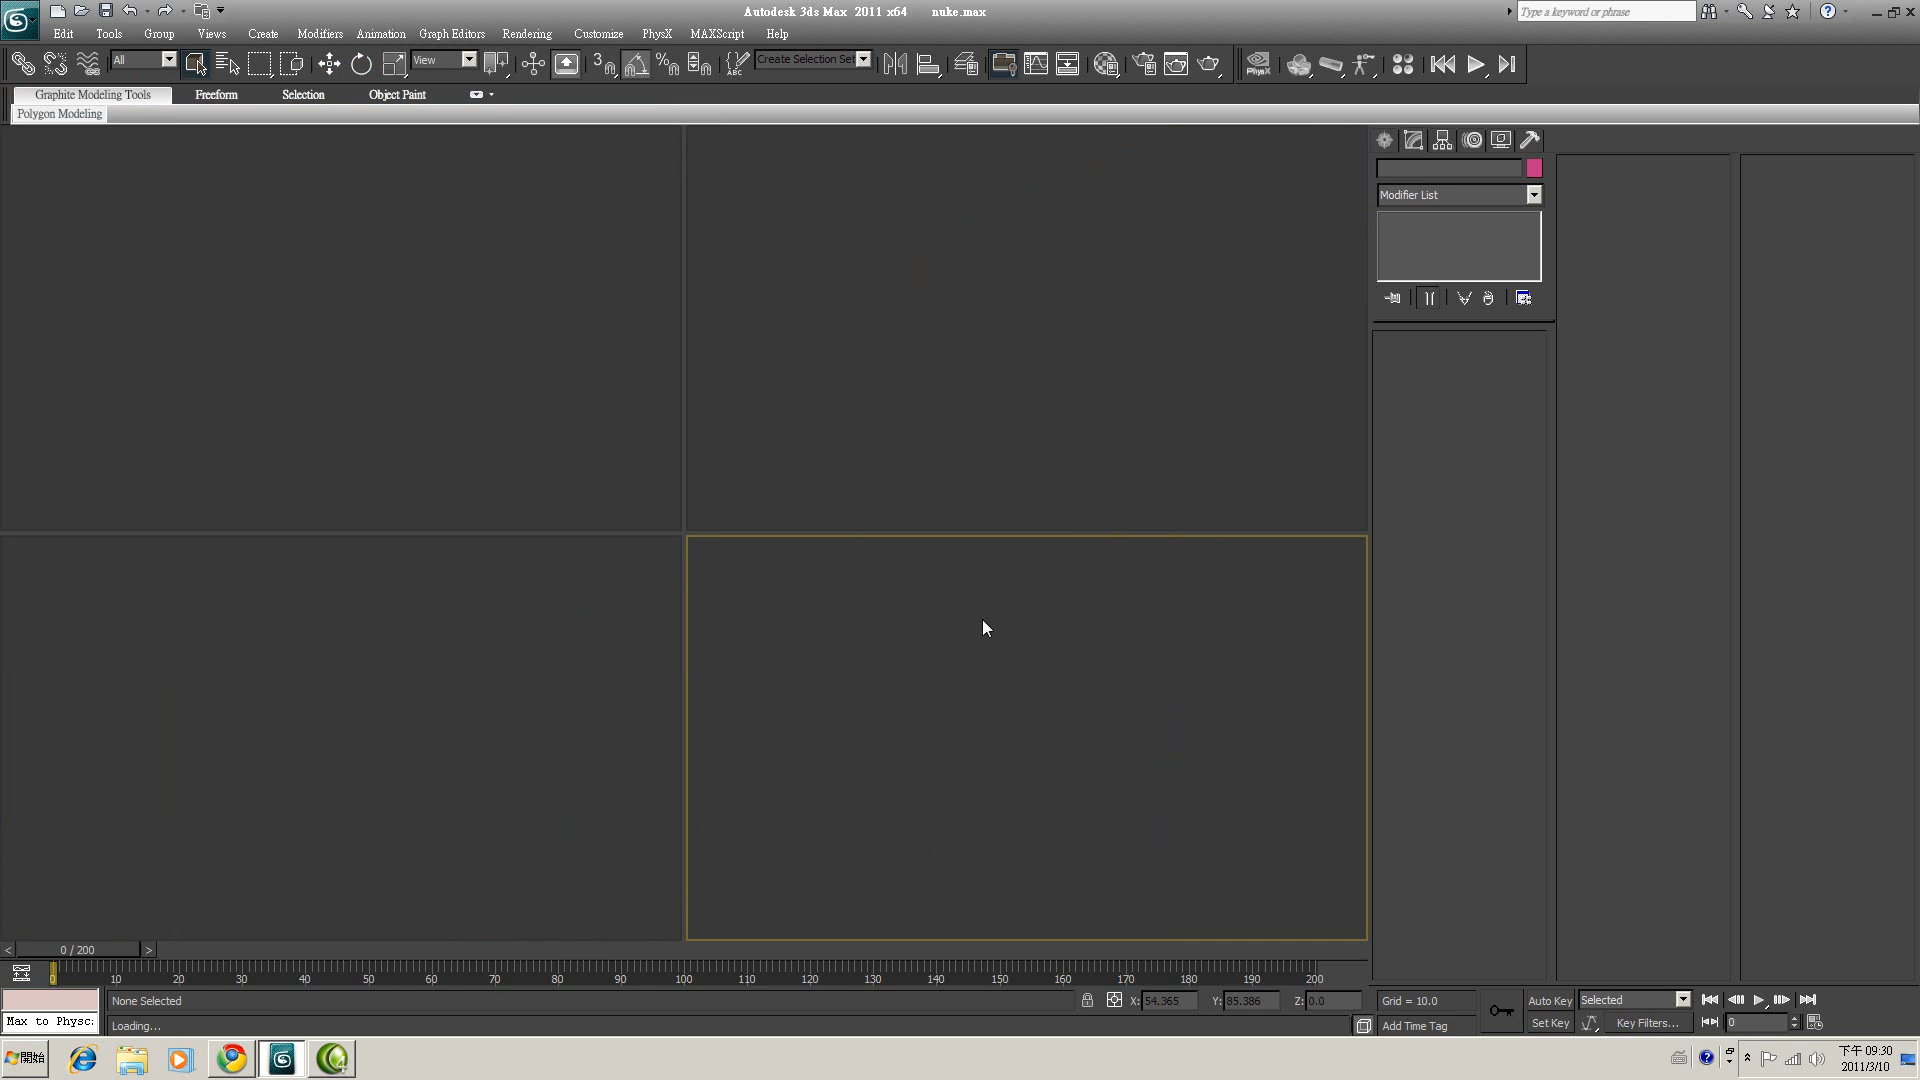 Autodesk 3ds Max 2011 x64 nuke.max
Type a keyword or phrase
Edit Tools Group Views Create Modifiers Animation Graph Editors Rendering Customize PhysX MAXScript Help
All View 3 ABC Create Selection Set PhysX
Graphite Modeling Tools Freeform Selection Object Paint
Polygon Modeling
Modifier List
< 0 / 200 >
0 10 20 30 40 50 60 70 80 90 100 110 120 130 140 150 160 170 180 190 200
None Selected X: 54.365 Y: 85.386 Z: 0.0 Grid = 10.0 Auto Key Selected
Max to Physc:
Loading... Add Time Tag Set Key Key Filters... 0
開始
下午 09:30
2011/3/10